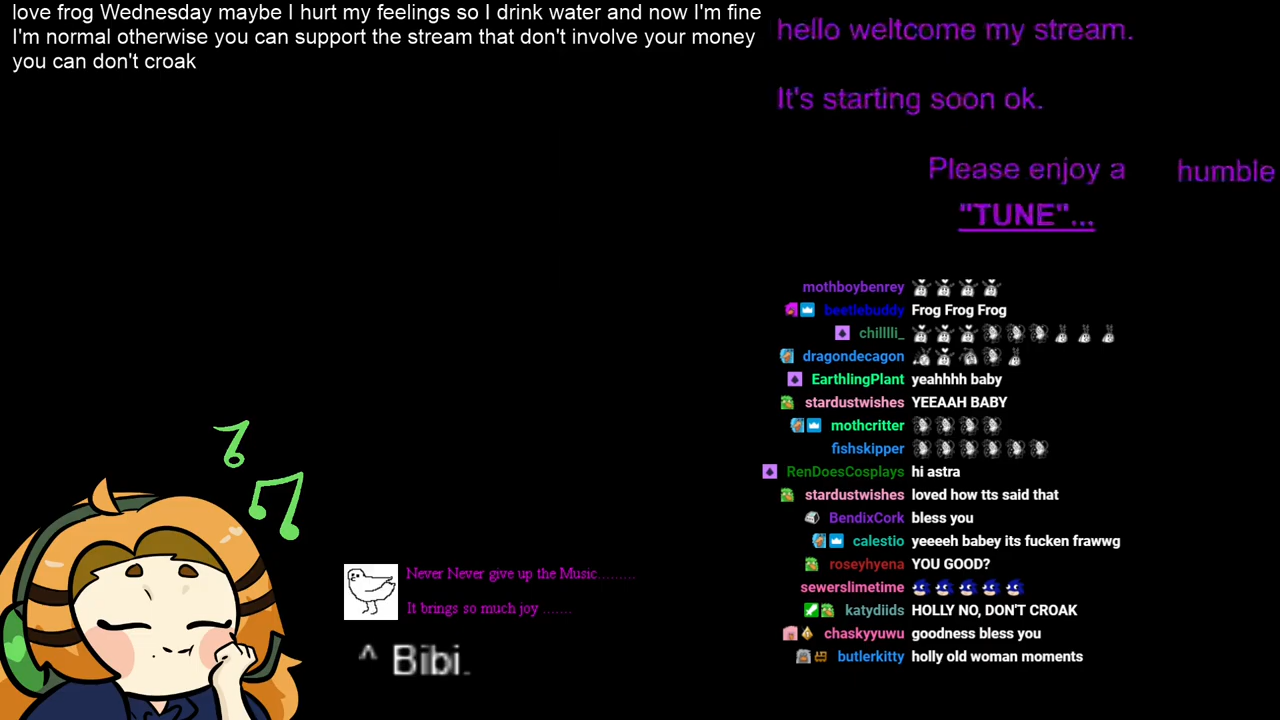 love frog Wednesday maybe I hurt my feelings so I drink water and now I'm fine
I'm normal otherwise you can support the stream that don't involve your money
you can don't croak
hello weltcome my stream.
It's starting soon ok.
Please enjoy a humble
"TUNE"...
mothboybenrey
beetlebuddy Frog Frog Frog
chilllli_
dragondecagon
EarthlingPlant yeahhhh baby
stardustwishes YEEAAH BABY
mothcritter
fishskipper
RenDoesCosplays hi astra
stardustwishes loved how tts said that
BendixCork bless you
calestio yeeeeh babey its fucken frawwg
roseyhyena YOU GOOD?
sewerslimetime
katydiids HOLLY NO, DON'T CROAK
chaskyyuwu goodness bless you
butlerkitty holly old woman moments
Never Never give up the Music.........
It brings so much joy .......
^ Bibi.